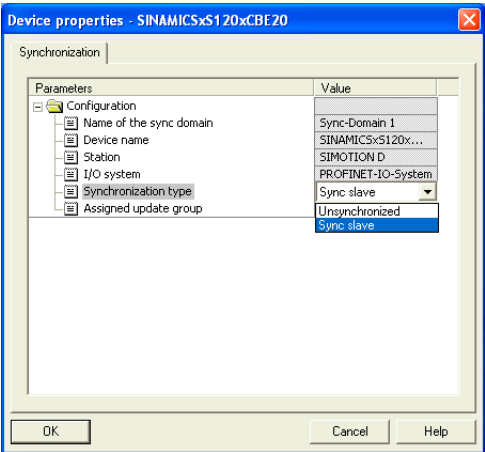 Device properties - SINAMICSxS120xCBE20
Synchronization
Parameters Value
Configuration
Name of the sync domain Sync-Domain 1
Device name SINAMICSxS120x...
Station SIMOTION D
I/O system PROFINET-IO-System
Synchronization type Sync slave
Assigned update group Unsynchronized
Sync slave
OK Cancel Help